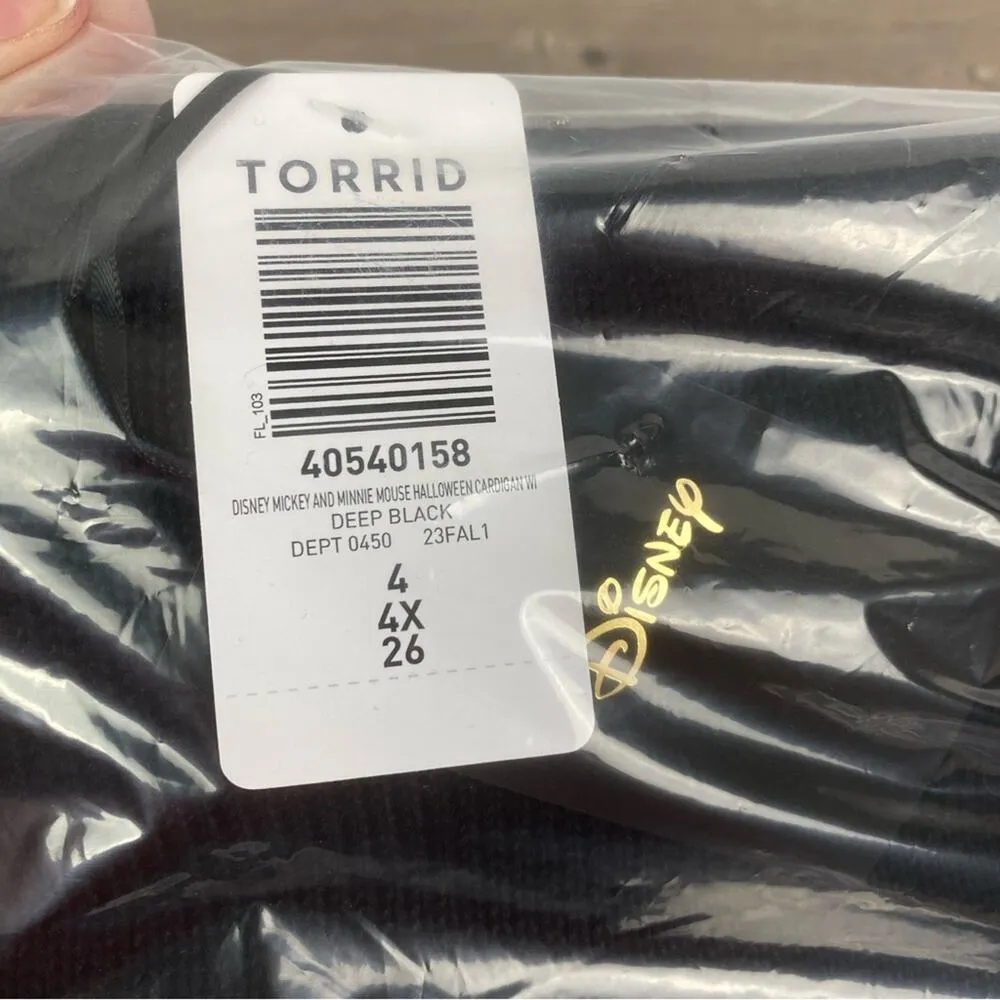 TORRID
FL_103
40540158
DISNEY MICKEY AND MINNIE MOUSE HALLOWEEN CARDIGAN WI
DEEP BLACK
DEPT 0450 23FAL1
4
4X
26
DISNEY